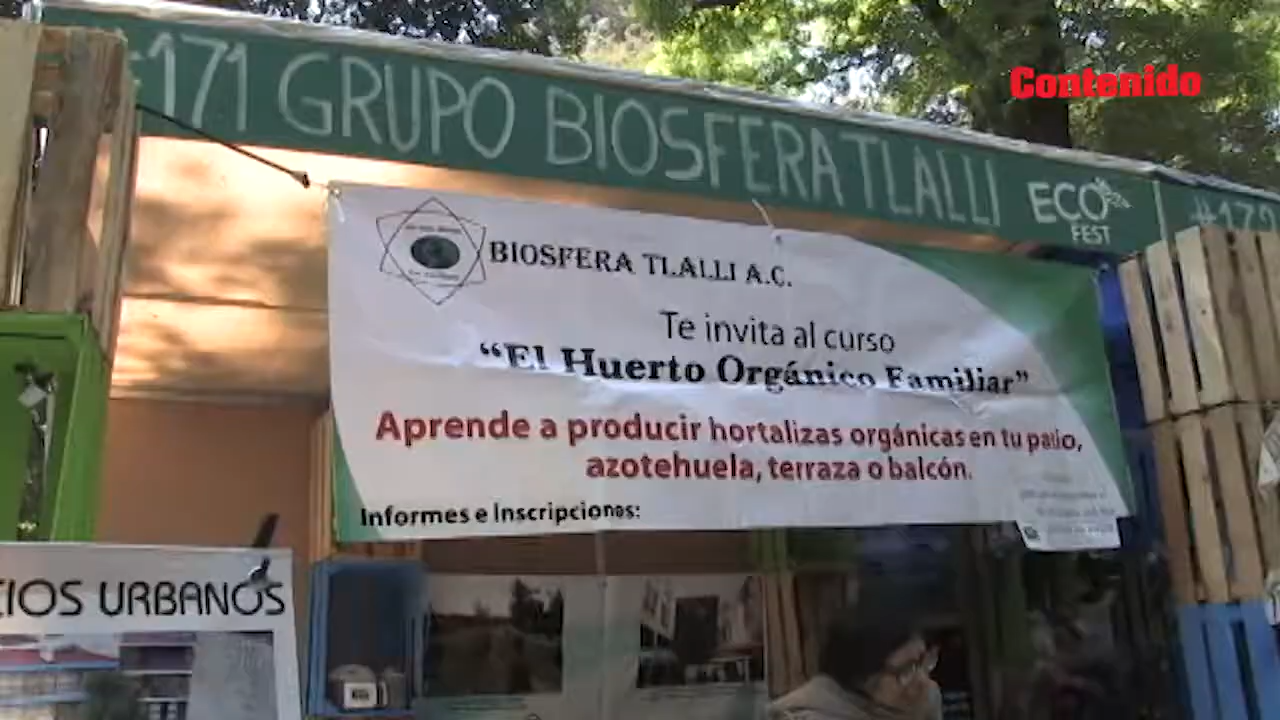 Contenido
#171 GRUPO BIOSFERA TLALLI
ECO
FEST
#172
BIOSFERA TLALLI A.C.
Te invita al curso
“El Huerto Orgánico Familiar”
Aprende a producir hortalizas orgánicas en tu patio,
azotehuela, terraza o balcón.
Informes e Inscripciones:
CIOS URBANOS